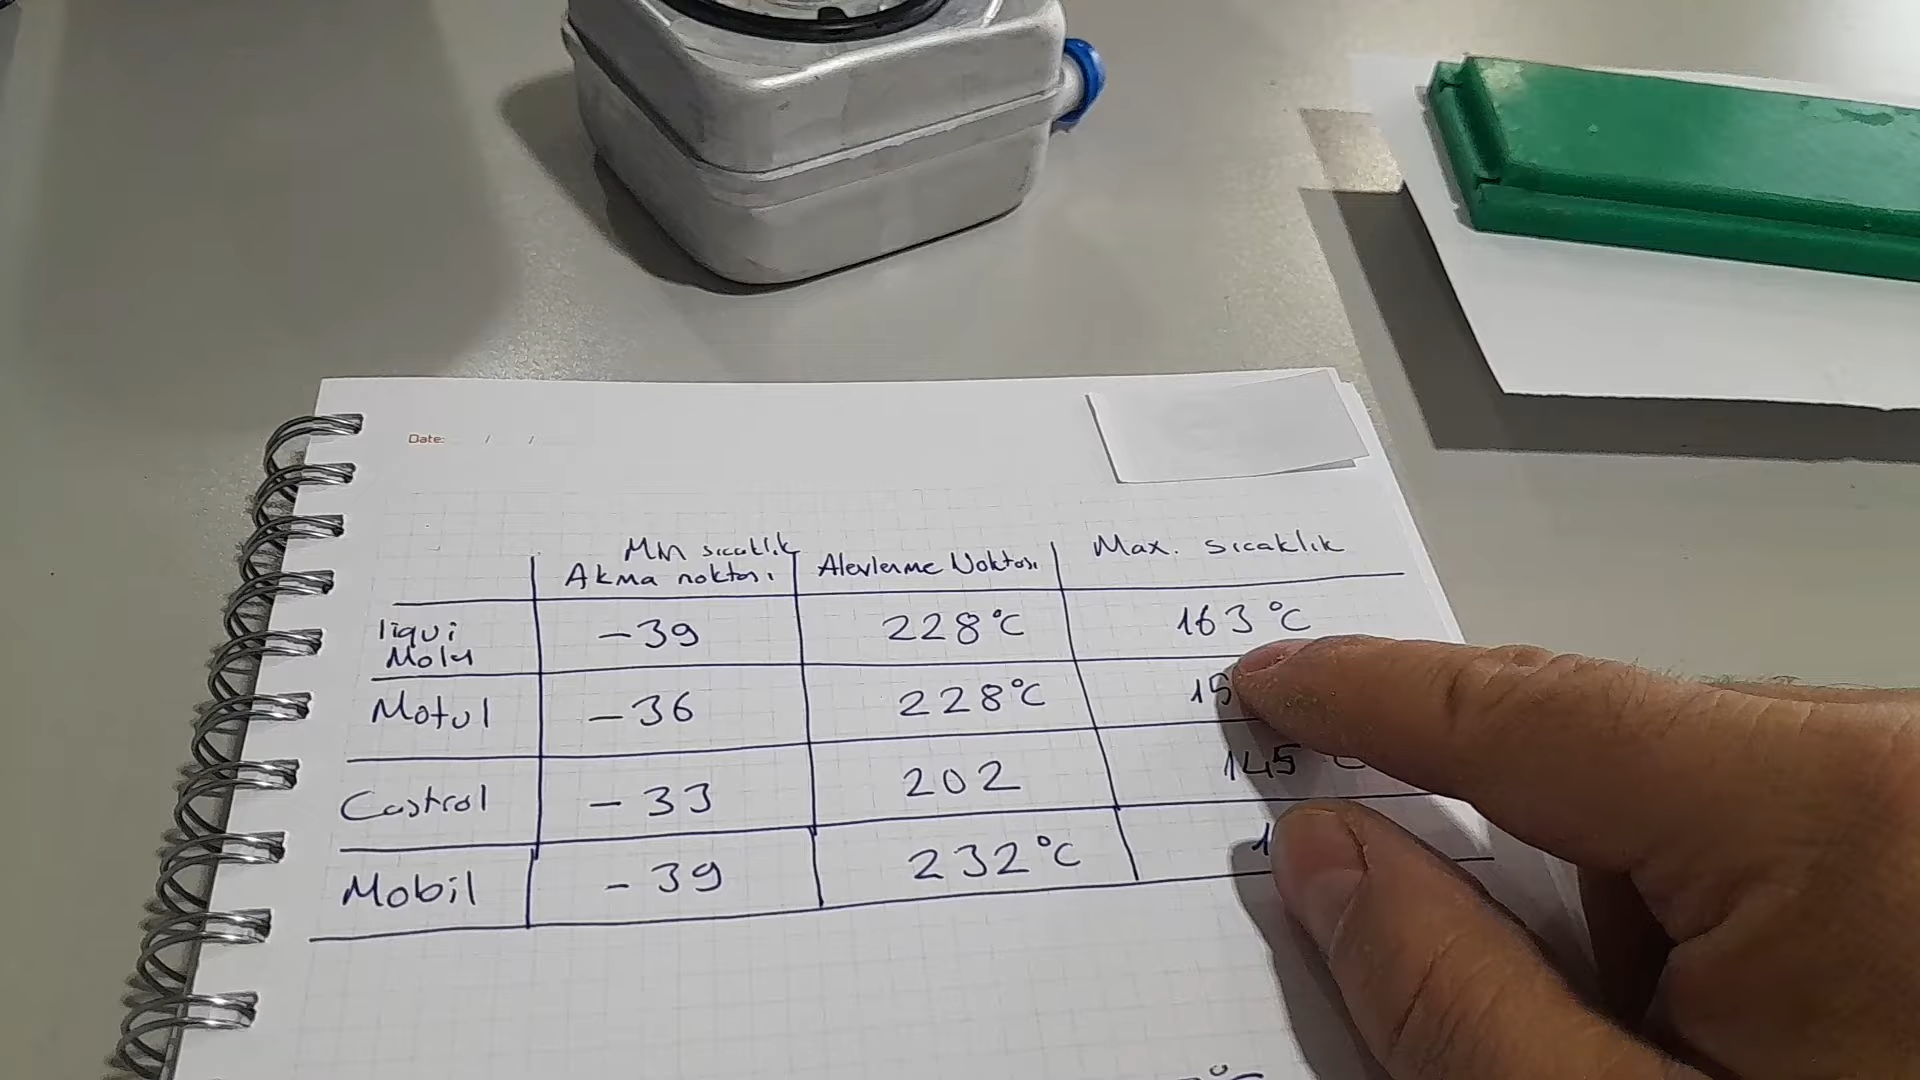 Date: / /
Min sıcaklık
Akma noktası
Alevlenme Noktası
Max. sıcaklık
liqui
Moly
-39
228°C
163°C
Motul
-36
228°C
Castrol
-33
202
145
Mobil
-39
232°C